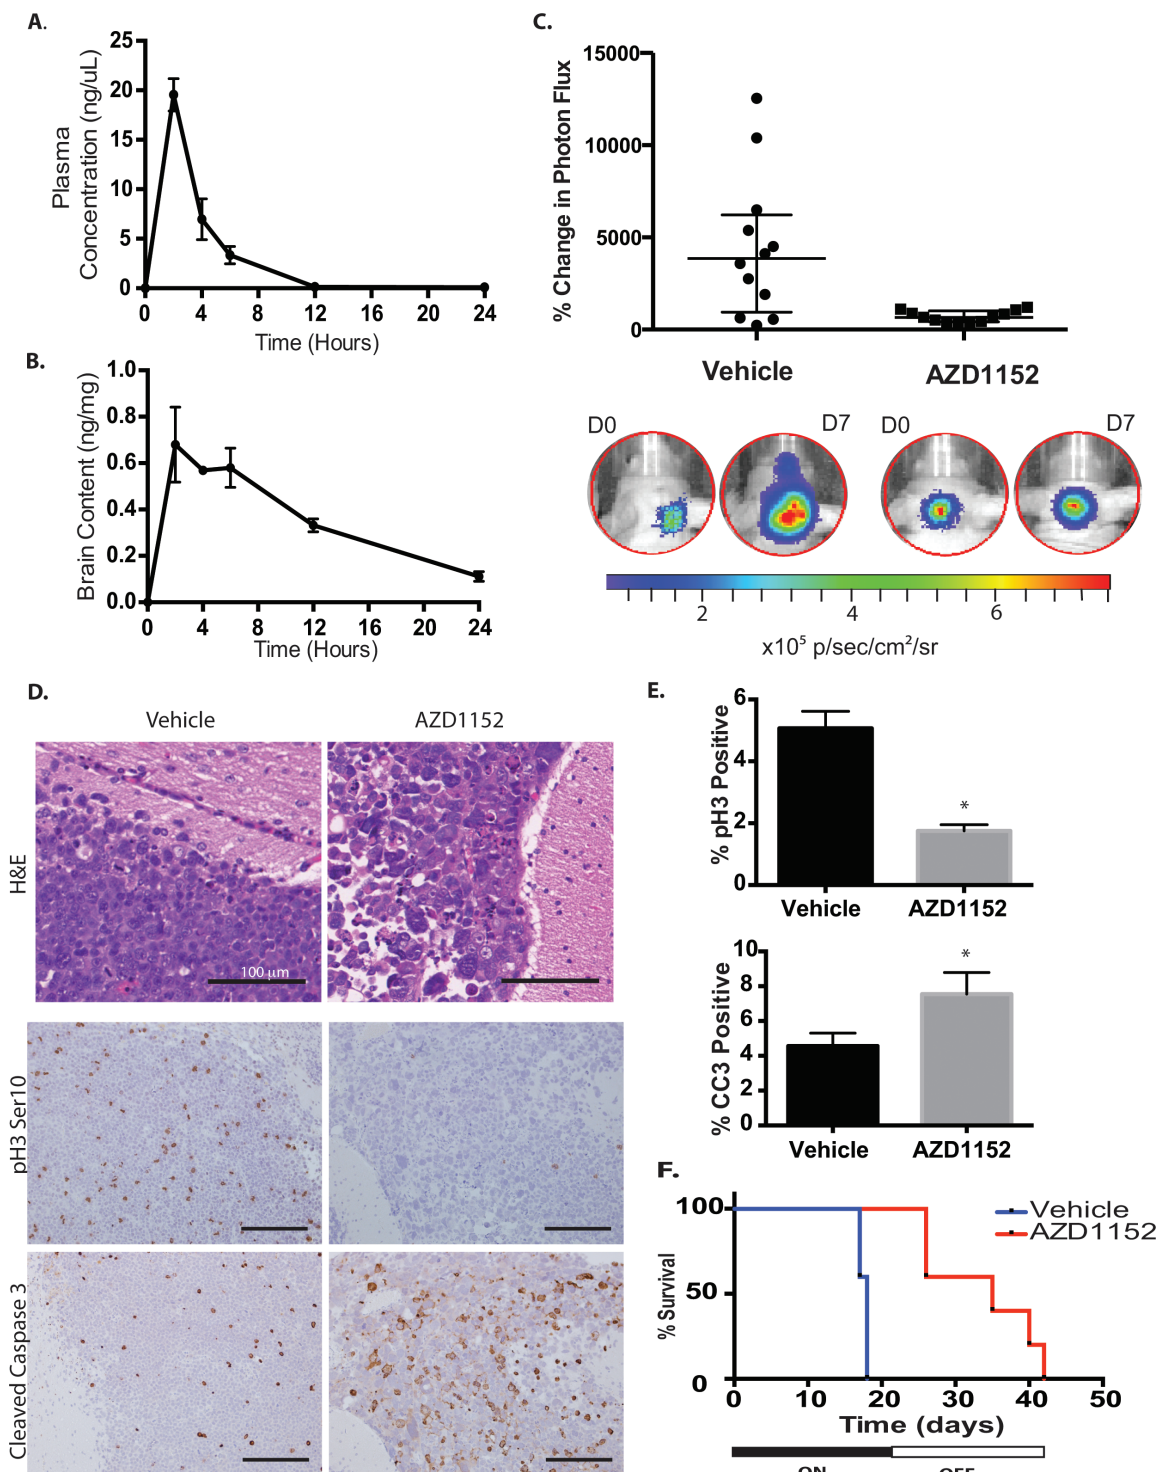 A.
25
20
15
10
5
0
Plasma
Concentration (ng/uL)
0 4 8 12 16 20 24
Time (Hours)
B.
1.0
0.8
0.6
0.4
0.2
0.0
Brain Content (ng/mg)
0 4 8 12 16 20 24
Time (Hours)
C.
15000
10000
5000
0
% Change in Photon Flux
Vehicle AZD1152
D0 D7 D0 D7
2 4 6
x10⁵ p/sec/cm²/sr
D.
Vehicle AZD1152
H&E
100 µm
pH3 Ser10
Cleaved Caspase 3
E.
6
4
2
0
% pH3 Positive
*
Vehicle AZD1152
10
8
6
4
2
0
% CC3 Positive
*
Vehicle AZD1152
F.
100
50
0
% Survival
Vehicle
AZD1152
0 10 20 30 40 50
Time (days)
ON OFF